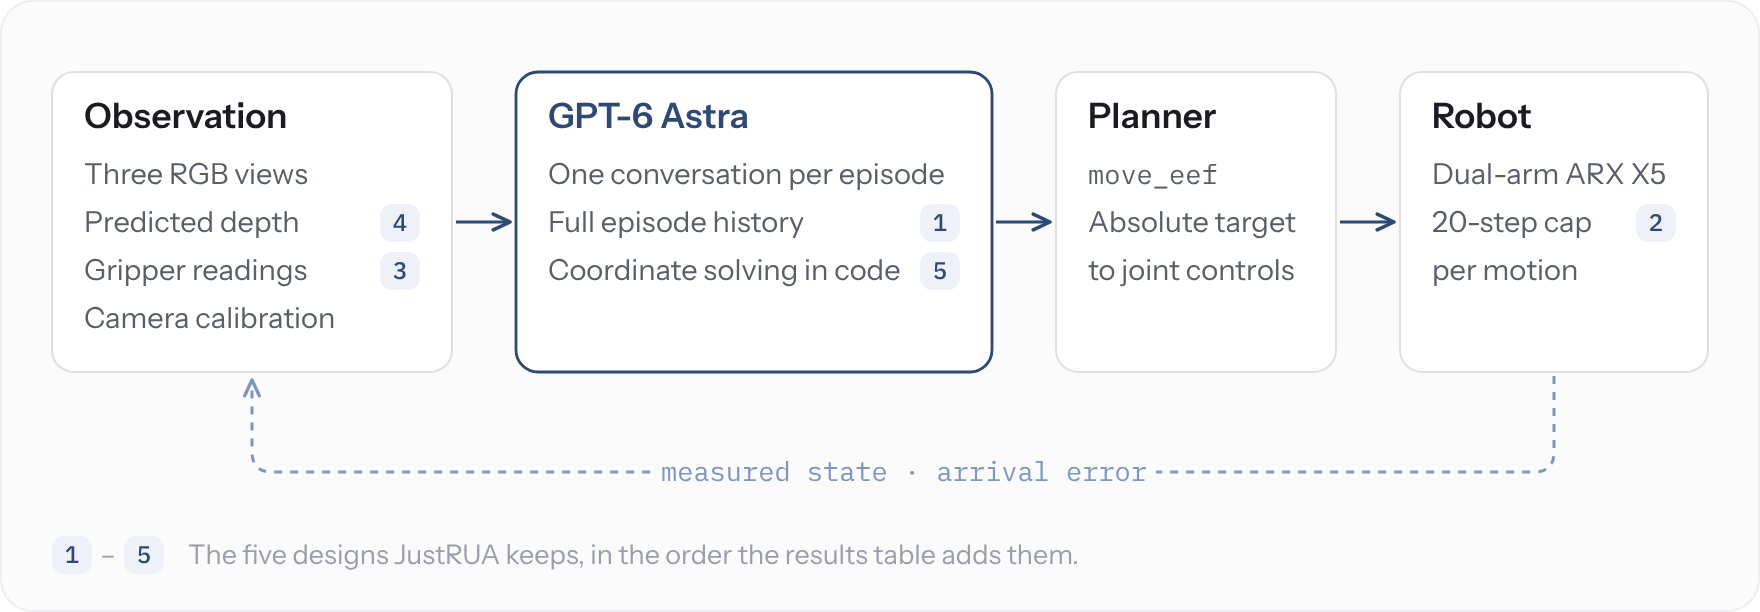 Observation
Three RGB views
Predicted depth 4
Gripper readings 3
Camera calibration
GPT-6 Astra
One conversation per episode
Full episode history 1
Coordinate solving in code 5
Planner
move_eef
Absolute target
to joint controls
Robot
Dual-arm ARX X5
20-step cap 2
per motion
measured state · arrival error
1 – 5 The five designs JustRUA keeps, in the order the results table adds them.